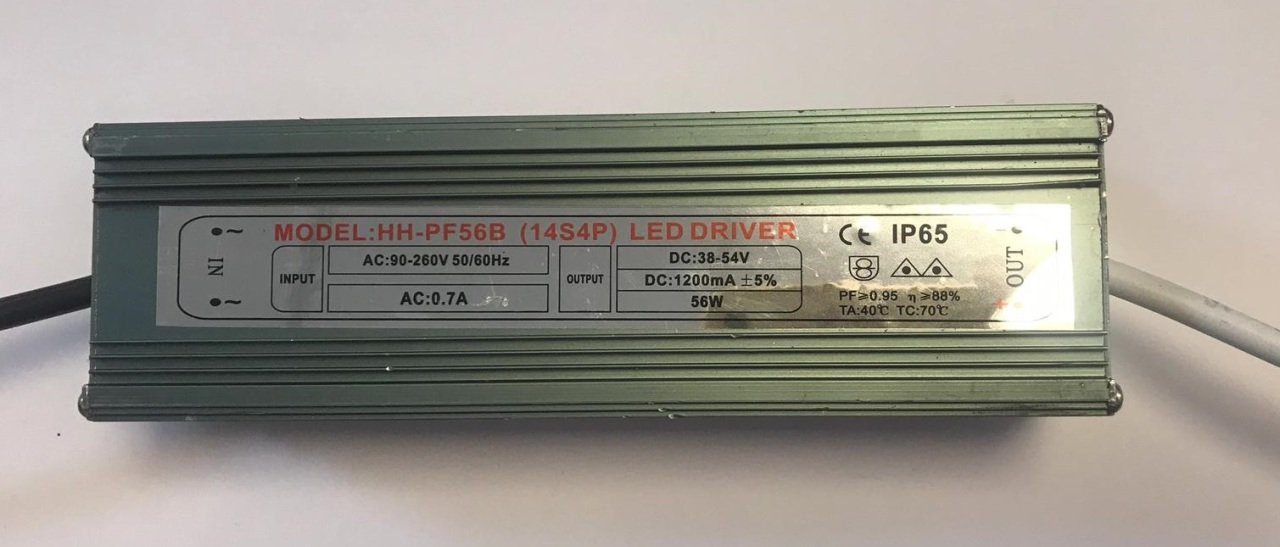 MODEL:HH-PF56B (14S4P) LED DRIVER
IN
INPUT
AC:90-260V 50/60Hz
AC:0.7A
OUTPUT
DC:38-54V
DC:1200mA ±5%
56W
CE IP65
PF≥0.95 η≥88%
TA:40℃ TC:70℃
OUT